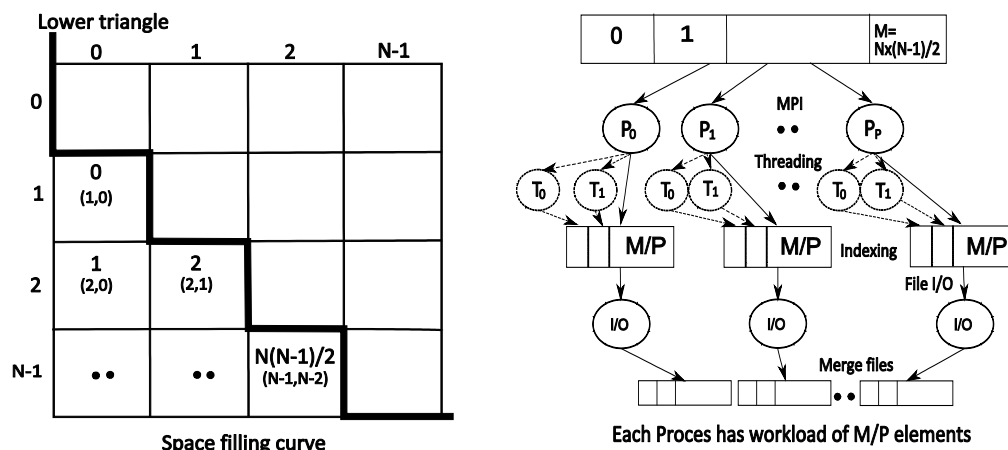 Lower triangle
0 1 2 N-1
0
1
2
N-1
0
(1,0)
1
(2,0)
2
(2,1)
N(N-1)/2
(N-1,N-2)
•• ••
Space filling curve
0 1 M=
Nx(N-1)/2
MPI
P0 P1 •• PP
Threading
T0 T1 T0 T1 •• T0 T1
M/P M/P Indexing M/P
File I/O
I/O I/O I/O
Merge files
••
Each Proces has workload of M/P elements